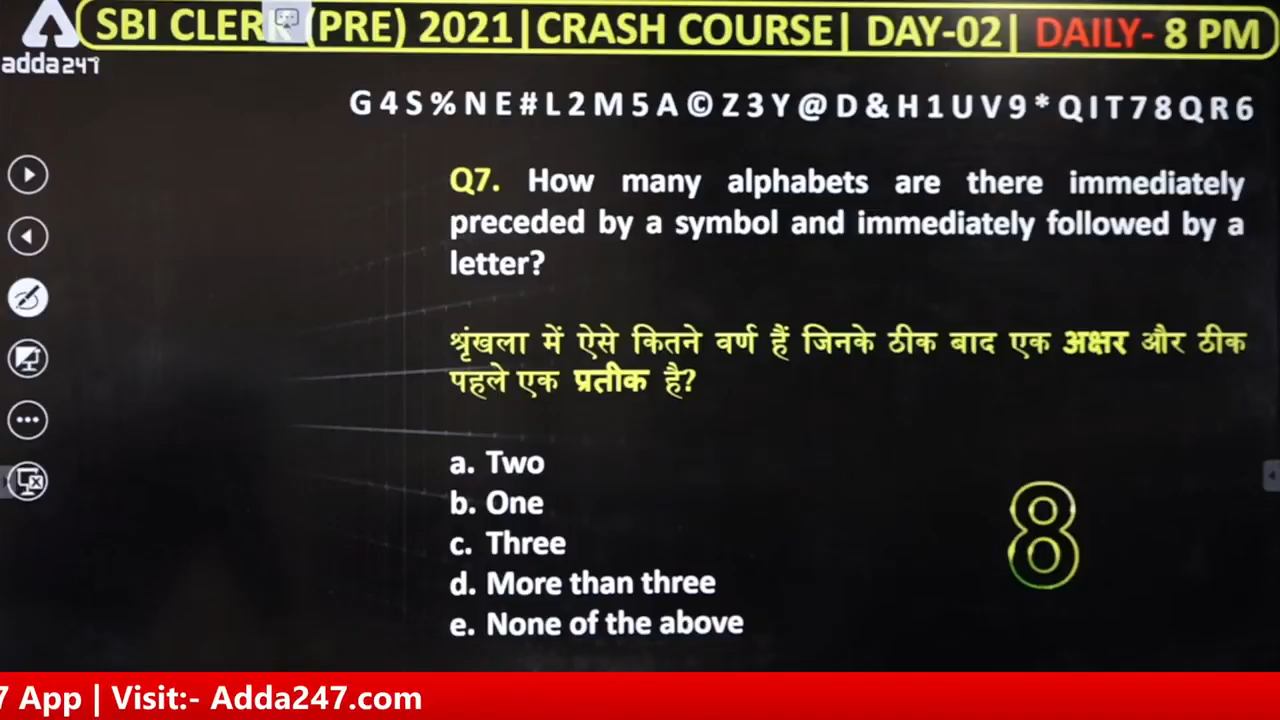 SBI CLERK (PRE) 2021|CRASH COURSE| DAY-02| DAILY- 8 PM
adda247
G 4 S % N E # L 2 M 5 A © Z 3 Y @ D & H 1 U V 9 * Q I T 7 8 Q R 6
Q7. How many alphabets are there immediately
preceded by a symbol and immediately followed by a
letter?
श्रृंखला में ऐसे कितने वर्ण हैं जिनके ठीक बाद एक अक्षर और ठीक
पहले एक प्रतीक है?
a. Two
b. One
c. Three
d. More than three
e. None of the above
8
7 App | Visit:- Adda247.com